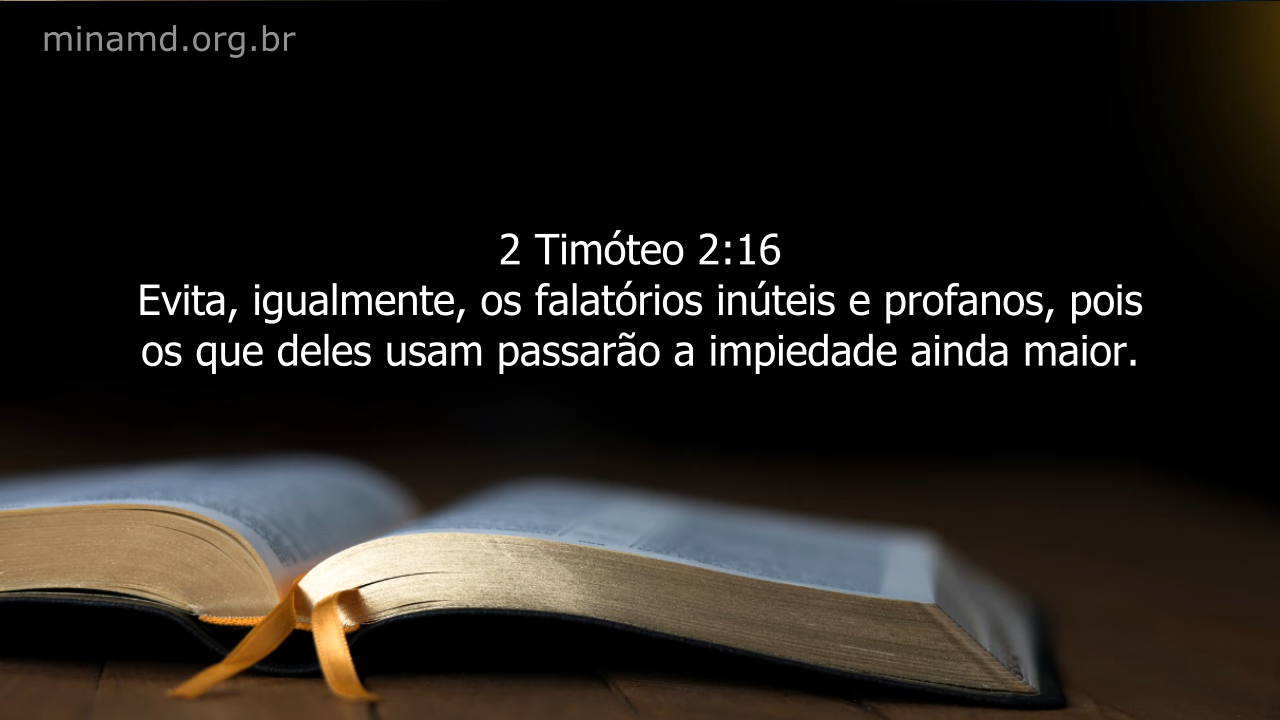 minamd.org.br
2 Timóteo 2:16
Evita, igualmente, os falatórios inúteis e profanos, pois
os que deles usam passarão a impiedade ainda maior.